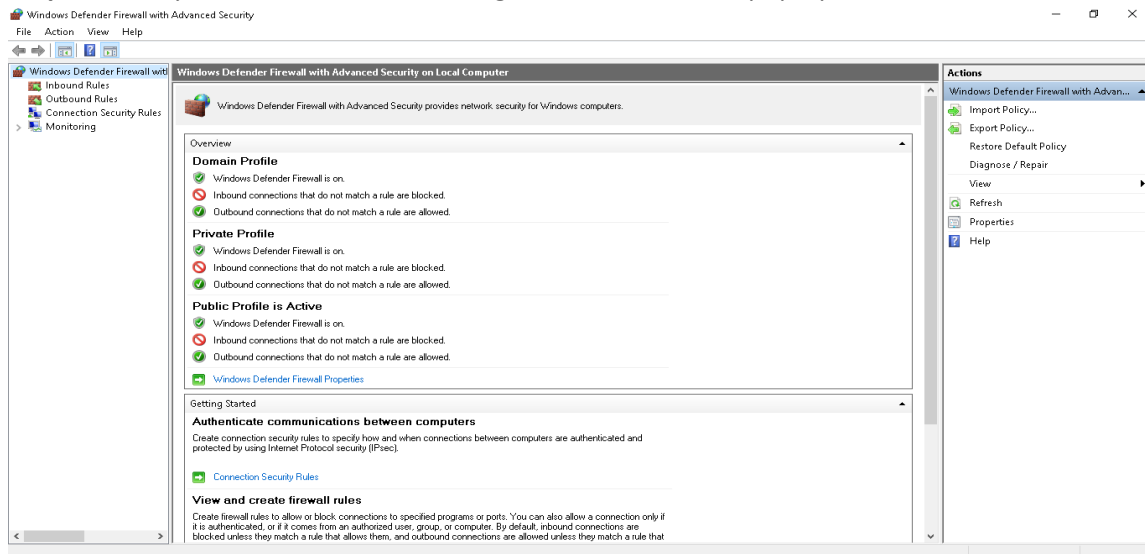 Windows Defender Firewall with Advanced Security
File Action View Help
Windows Defender Firewall witl
Inbound Rules
Outbound Rules
Connection Security Rules
Monitoring
Windows Defender Firewall with Advanced Security on Local Computer
Windows Defender Firewall with Advanced Security provides network security for Windows computers.
Overview
Domain Profile
Windows Defender Firewall is on.
Inbound connections that do not match a rule are blocked.
Outbound connections that do not match a rule are allowed.
Private Profile
Windows Defender Firewall is on.
Inbound connections that do not match a rule are blocked.
Outbound connections that do not match a rule are allowed.
Public Profile is Active
Windows Defender Firewall is on.
Inbound connections that do not match a rule are blocked.
Outbound connections that do not match a rule are allowed.
Windows Defender Firewall Properties
Getting Started
Authenticate communications between computers
Create connection security rules to specify how and when connections between computers are authenticated and
protected by using Internet Protocol security (IPsec).
Connection Security Rules
View and create firewall rules
Create firewall rules to allow or block connections to specified programs or ports. You can also allow a connection only if
it is authenticated, or if it comes from an authorized user, group, or computer. By default, inbound connections are
blocked unless they match a rule that allows them, and outbound connections are allowed unless they match a rule that
Actions
Windows Defender Firewall with Advan...
Import Policy...
Export Policy...
Restore Default Policy
Diagnose / Repair
View
Refresh
Properties
Help